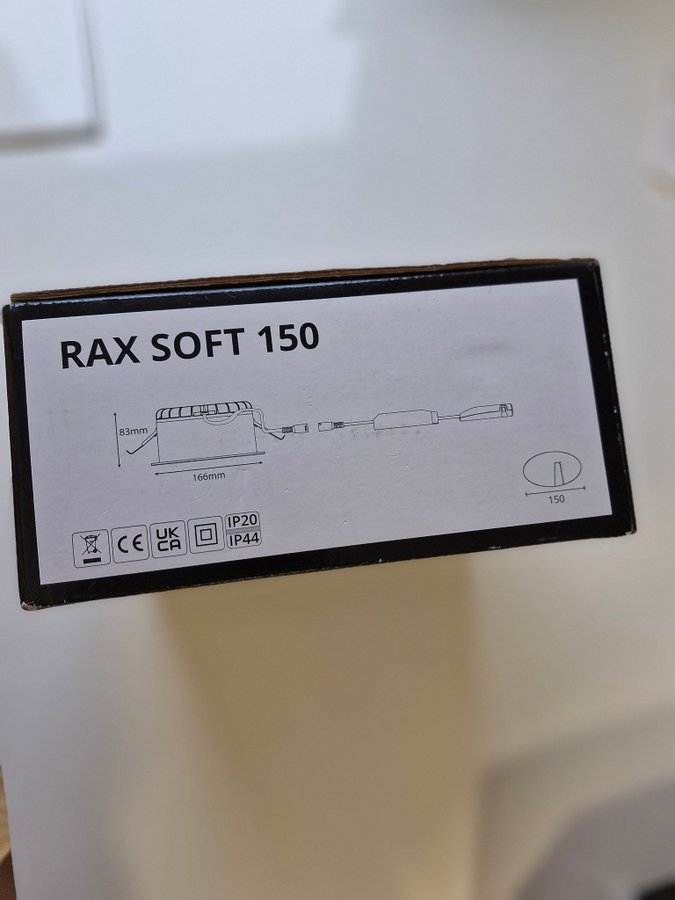 RAX SOFT 150
83mm
166mm
150
CE
UK
CA
IP20
IP44